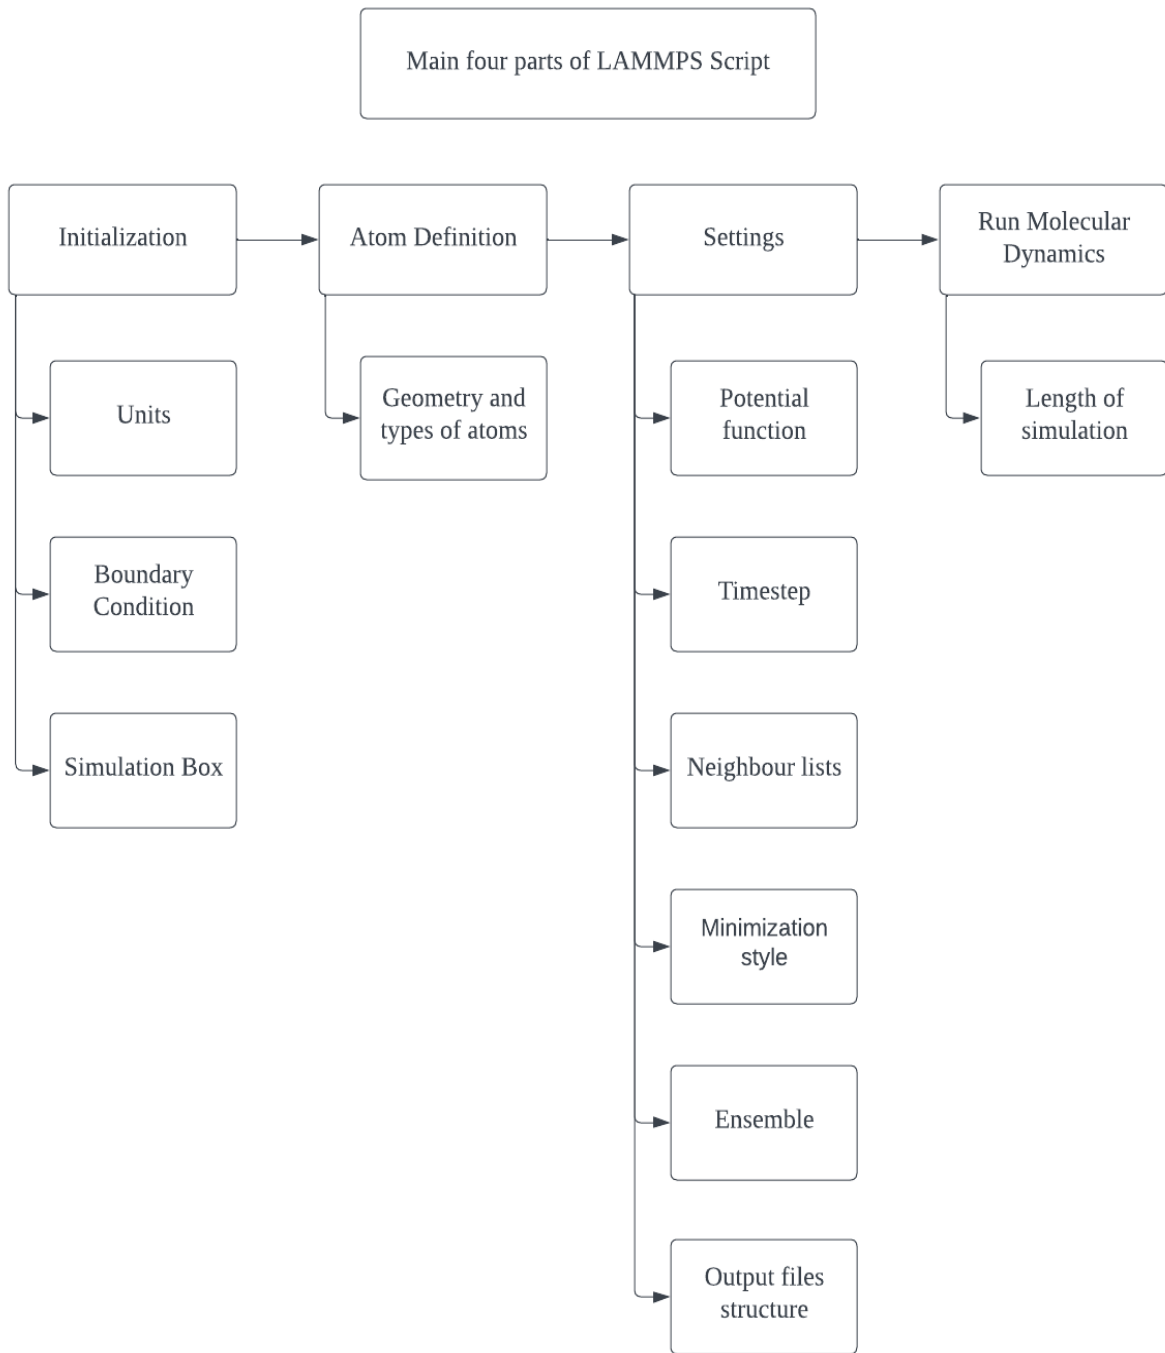 Main four parts of LAMMPS Script
Initialization
Atom Definition
Settings
Run Molecular
Dynamics
Units
Boundary
Condition
Simulation Box
Geometry and
types of atoms
Potential
function
Timestep
Neighbour lists
Minimization
style
Ensemble
Output files
structure
Length of
simulation